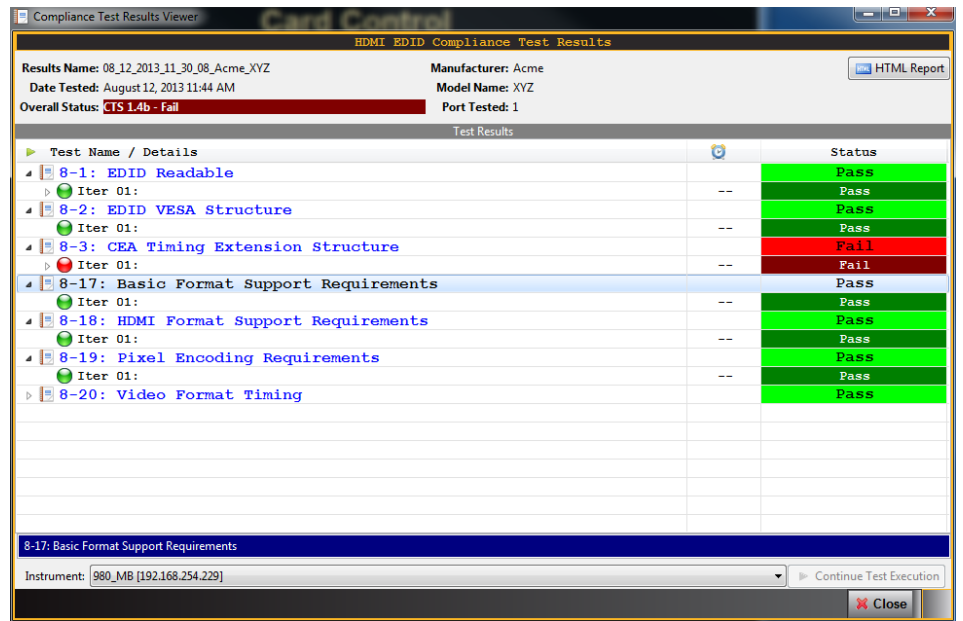 Compliance Test Results Viewer
Card Control
HDMI EDID Compliance Test Results
Results Name: 08_12_2013_11_30_08_Acme_XYZ Manufacturer: Acme HTML Report
Date Tested: August 12, 2013 11:44 AM Model Name: XYZ
Overall Status: CTS 1.4b - Fail Port Tested: 1
Test Results
Test Name / Details Status
8-1: EDID Readable Pass
Iter 01: -- Pass
8-2: EDID VESA Structure Pass
Iter 01: -- Pass
8-3: CEA Timing Extension Structure Fail
Iter 01: -- Fail
8-17: Basic Format Support Requirements Pass
Iter 01: -- Pass
8-18: HDMI Format Support Requirements Pass
Iter 01: -- Pass
8-19: Pixel Encoding Requirements Pass
Iter 01: -- Pass
8-20: Video Format Timing Pass
8-17: Basic Format Support Requirements
Instrument: 980_MB [192.168.254.229] Continue Test Execution
Close